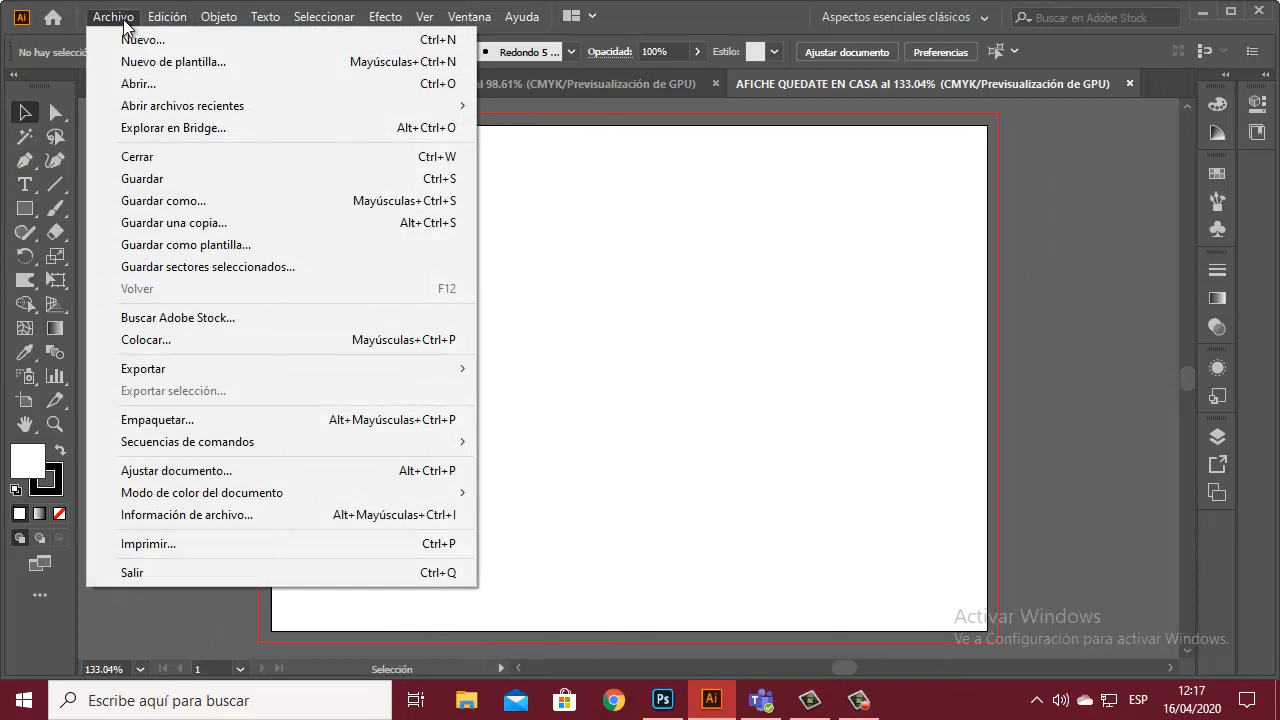 Ai Archivo Edición Objeto Texto Seleccionar Efecto Ver Ventana Ayuda Aspectos esenciales clásicos Buscar en Adobe Stock
No hay selecció Redondo 5 ... Opacidad: 100% Estilo: Ajustar documento Preferencias
al 98.61% (CMYK/Previsualización de GPU) × AFICHE QUEDATE EN CASA al 133.04% (CMYK/Previsualización de GPU) ×
Nuevo... Ctrl+N
Nuevo de plantilla... Mayúsculas+Ctrl+N
Abrir... Ctrl+O
Abrir archivos recientes
Explorar en Bridge... Alt+Ctrl+O
Cerrar Ctrl+W
Guardar Ctrl+S
Guardar como... Mayúsculas+Ctrl+S
Guardar una copia... Alt+Ctrl+S
Guardar como plantilla...
Guardar sectores seleccionados...
Volver F12
Buscar Adobe Stock...
Colocar... Mayúsculas+Ctrl+P
Exportar
Exportar selección...
Empaquetar... Alt+Mayúsculas+Ctrl+P
Secuencias de comandos
Ajustar documento... Alt+Ctrl+P
Modo de color del documento
Información de archivo... Alt+Mayúsculas+Ctrl+I
Imprimir... Ctrl+P
Salir Ctrl+Q
Activar Windows
Ve a Configuración para activar Windows.
133.04% 1 Selección
Escribe aquí para buscar Ps Ai ESP 12:17
16/04/2020